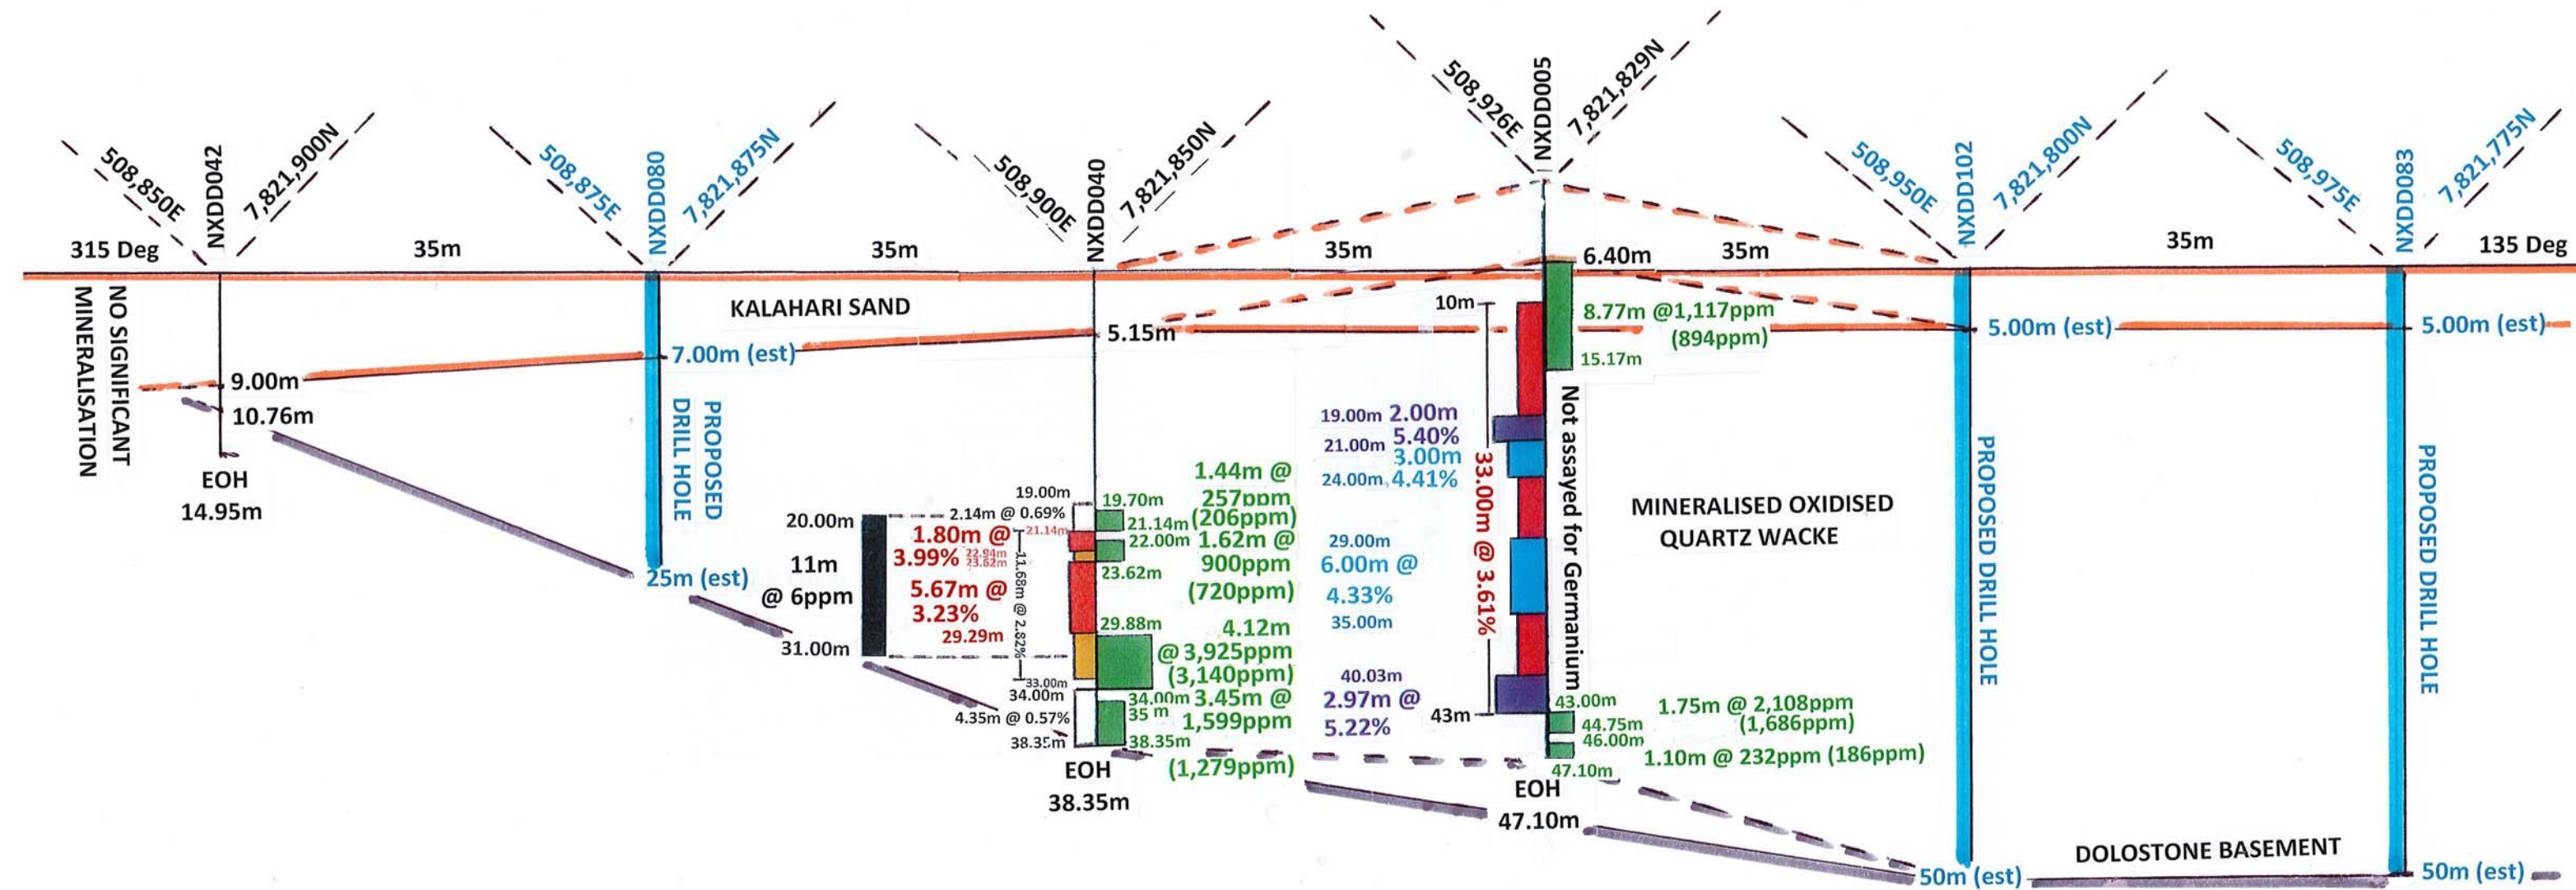 508,850E
NXDD042
7,821,900N
508,875E
NXDD080
7,821,875N
508,900E
NXDD040
7,821,850N
508,926E
NXDD005
7,821,829N
508,950E
NXDD102
7,821,800N
508,975E
NXDD083
7,821,775N
315 Deg
35m
35m
35m
35m
35m
135 Deg
NO SIGNIFICANT
MINERALISATION
9.00m
10.76m
EOH
14.95m
KALAHARI SAND
7.00m (est)
PROPOSED
DRILL HOLE
25m (est)
5.15m
20.00m
11m
@ 6ppm
31.00m
19.00m
2.14m @ 0.69%
21.14m
1.80m @
3.99%
22.94m
23.62m
5.67m @
3.23%
29.29m
11.68m @ 2.82%
33.00m
34.00m
4.35m @ 0.57%
38.35m
EOH
38.35m
19.70m
21.14m
22.00m
23.62m
29.88m
34.00m
35 m
38.35m
1.44m @
257ppm
(206ppm)
1.62m @
900ppm
(720ppm)
4.12m
@ 3,925ppm
(3,140ppm)
3.45m @
1,599ppm
(1,279ppm)
6.40m
10m
8.77m @1,117ppm
(894ppm)
15.17m
19.00m 2.00m
21.00m 5.40%
3.00m
24.00m 4.41%
29.00m
6.00m @
4.33%
35.00m
40.03m
2.97m @
5.22%
33.00m @ 3.61%
43m
Not assayed for Germanium
43.00m
44.75m
46.00m
47.10m
1.75m @ 2,108ppm
(1,686ppm)
1.10m @ 232ppm (186ppm)
EOH
47.10m
MINERALISED OXIDISED
QUARTZ WACKE
5.00m (est)
PROPOSED DRILL HOLE
50m (est)
DOLOSTONE BASEMENT
5.00m (est)
PROPOSED DRILL HOLE
50m (est)